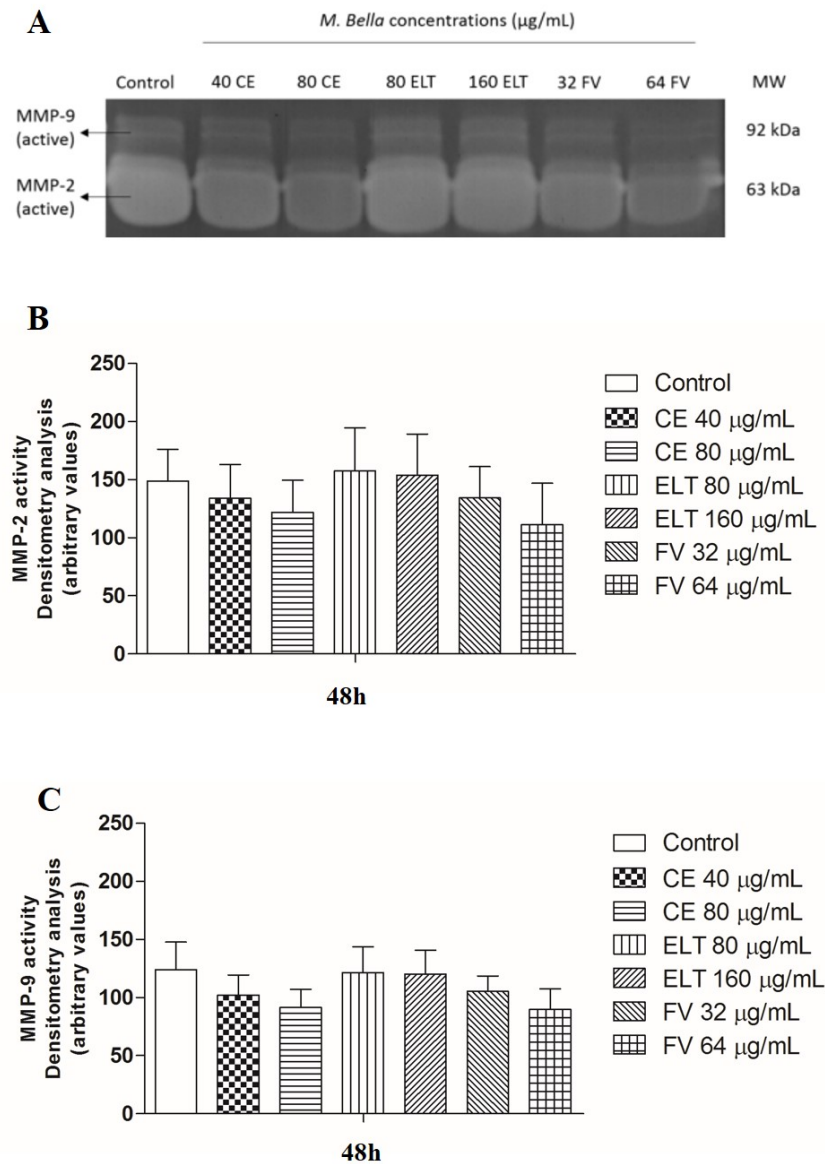 A
M. Bella concentrations (µg/mL)
Control 40 CE 80 CE 80 ELT 160 ELT 32 FV 64 FV MW
MMP-9
(active)
92 kDa
MMP-2
(active)
63 kDa
B
MMP-2 activity
Densitometry analysis
(arbitrary values)
250
200
150
100
50
0
48h
Control
CE 40 µg/mL
CE 80 µg/mL
ELT 80 µg/mL
ELT 160 µg/mL
FV 32 µg/mL
FV 64 µg/mL
C
MMP-9 activity
Densitometry analysis
(arbitrary values)
250
200
150
100
50
0
48h
Control
CE 40 µg/mL
CE 80 µg/mL
ELT 80 µg/mL
ELT 160 µg/mL
FV 32 µg/mL
FV 64 µg/mL